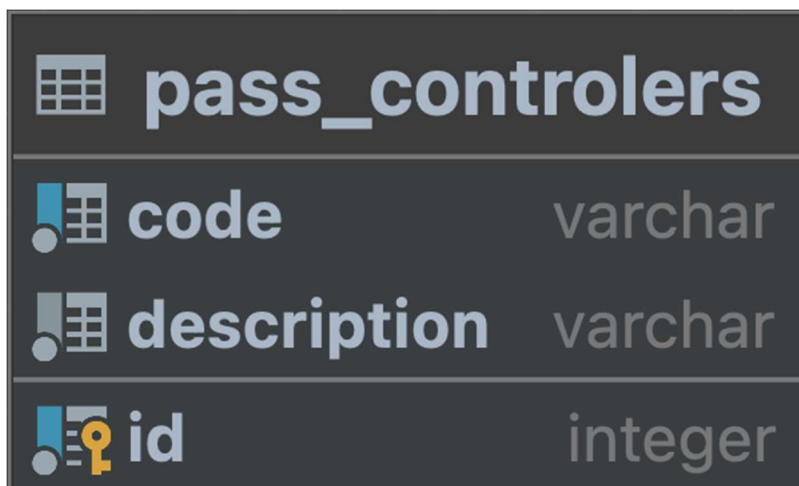 pass_controlers
code varchar
description varchar
id integer